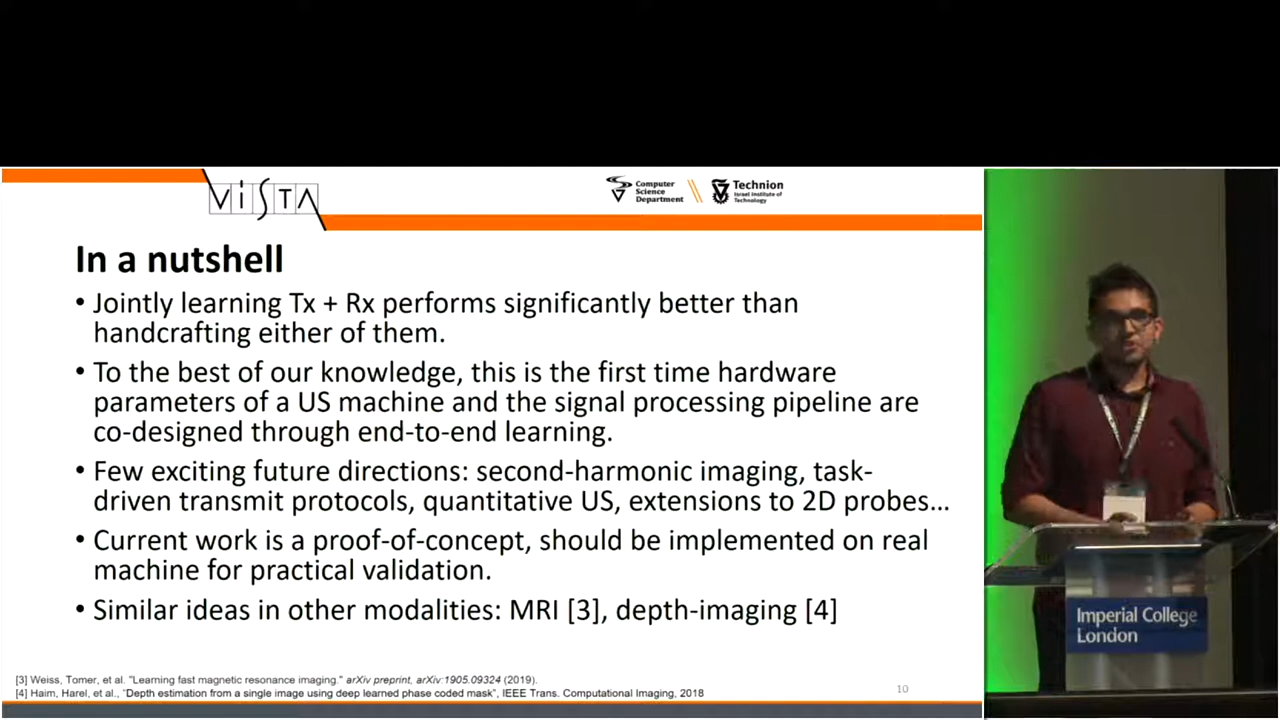 ViSTA
Computer
Science
Department
Technion
Israel Institute of
Technology
In a nutshell
• Jointly learning Tx + Rx performs significantly better than
handcrafting either of them.
• To the best of our knowledge, this is the first time hardware
parameters of a US machine and the signal processing pipeline are
co-designed through end-to-end learning.
• Few exciting future directions: second-harmonic imaging, task-
driven transmit protocols, quantitative US, extensions to 2D probes…
• Current work is a proof-of-concept, should be implemented on real
machine for practical validation.
• Similar ideas in other modalities: MRI [3], depth-imaging [4]
[3] Weiss, Tomer, et al. "Learning fast magnetic resonance imaging." arXiv preprint, arXiv:1905.09324 (2019).
[4] Haim, Harel, et al., "Depth estimation from a single image using deep learned phase coded mask", IEEE Trans. Computational Imaging, 2018
10
Imperial College
London